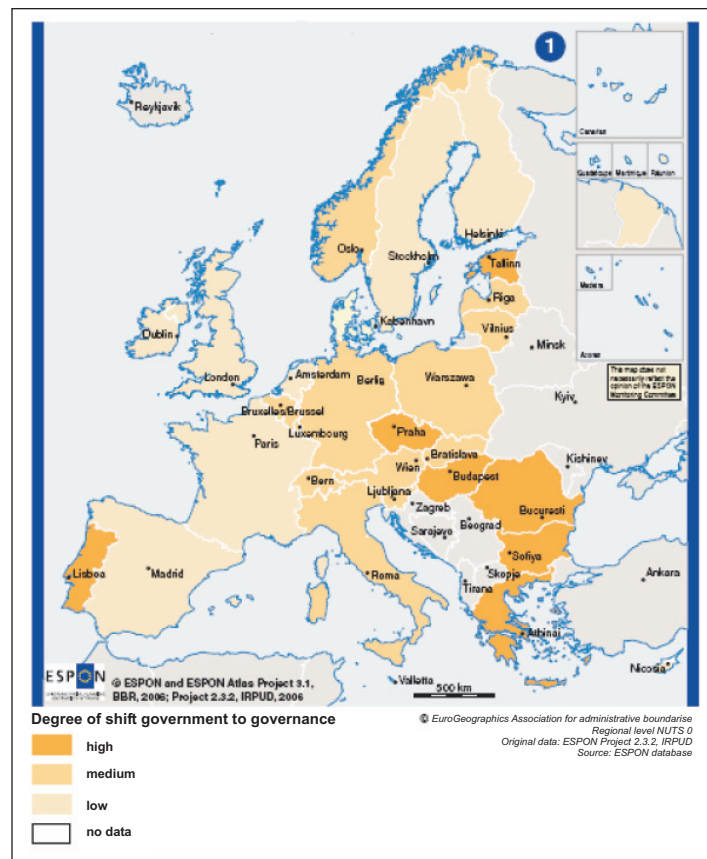 1
Reykjavik
Canarias
Guadeloupe Martinique Réunion
Helsinki
Oslo
Tallinn
Stockholm
Madeira
Riga
København
Dublin
Vilnius
Minsk
Acores
London
Amsterdam
Berlin
Warszawa
This map does not
necessarily reflect the
opinion of the ESPON
Monitoring Committee
Kyiv
Bruxelles/Brussel
Paris
Luxembourg
Praha
Kishinev
Bratislava
Wien
Bern
Budapest
Ljubljana
Zagreb
Bucuresti
Beograd
Sarajevo
Sofiya
Lisboa
Madrid
Roma
Skopje
Tirana
Ankara
Athinai
Nicosia
ESPON
© ESPON and ESPON Atlas Project 3.1,
BBR, 2006; Project 2.3.2, IRPUD, 2006
Valletta
500 km
Degree of shift government to governance
high
medium
low
no data
© EuroGeographics Association for administrative boundarise
Regional level NUTS 0
Original data: ESPON Project 2.3.2, IRPUD
Source: ESPON database